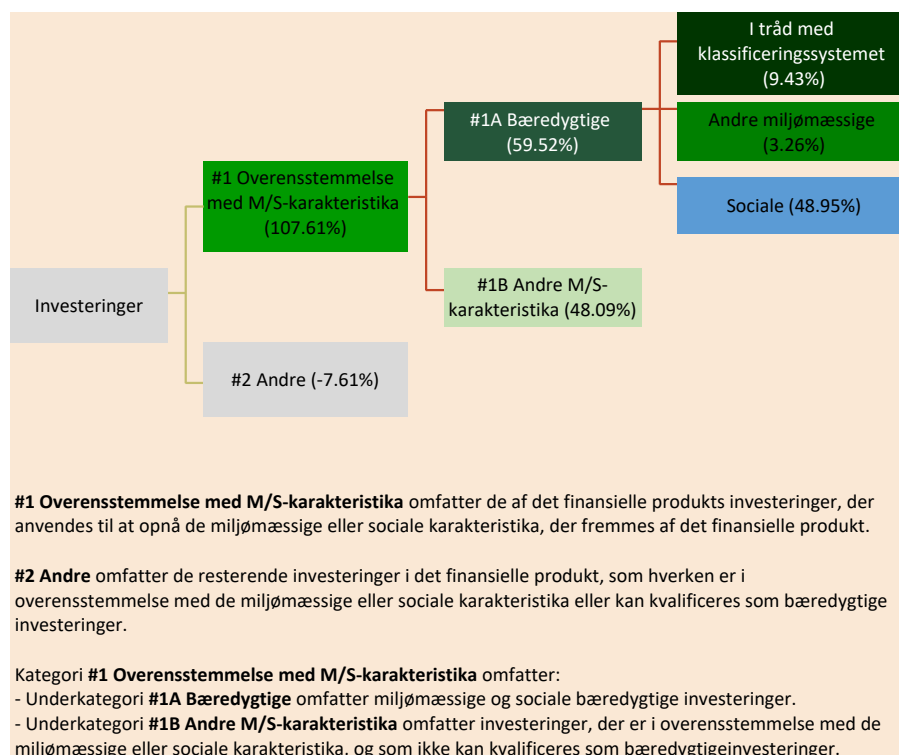 I tråd med
klassificeringssystemet
(9.43%)
#1A Bæredygtige
(59.52%)
Andre miljømæssige
(3.26%)
#1 Overensstemmelse
med M/S-karakteristika
(107.61%)
Sociale (48.95%)
Investeringer
#1B Andre M/S-
karakteristika (48.09%)
#2 Andre (-7.61%)
#1 Overensstemmelse med M/S-karakteristika omfatter de af det finansielle produkts investeringer, der
anvendes til at opnå de miljømæssige eller sociale karakteristika, der fremmes af det finansielle produkt.
#2 Andre omfatter de resterende investeringer i det finansielle produkt, som hverken er i
overensstemmelse med de miljømæssige eller sociale karakteristika eller kan kvalificeres som bæredygtige
investeringer.
Kategori #1 Overensstemmelse med M/S-karakteristika omfatter:
- Underkategori #1A Bæredygtige omfatter miljømæssige og sociale bæredygtige investeringer.
- Underkategori #1B Andre M/S-karakteristika omfatter investeringer, der er i overensstemmelse med de
miljømæssige eller sociale karakteristika, og som ikke kan kvalificeres som bæredygtigeinvesteringer.